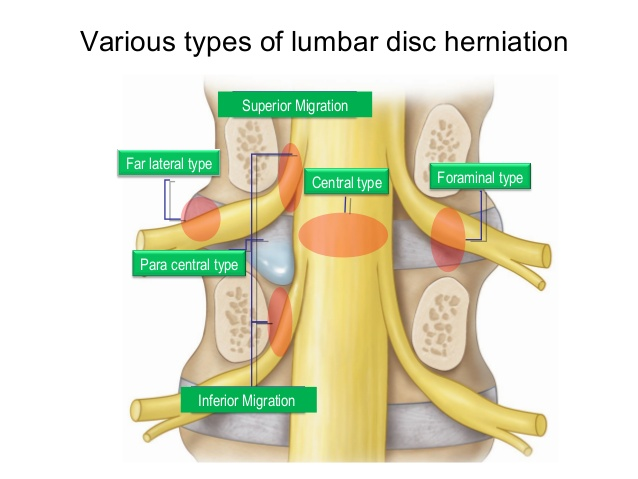 Various types of lumbar disc herniation
Superior Migration
Far lateral type
Central type
Foraminal type
Para central type
Inferior Migration